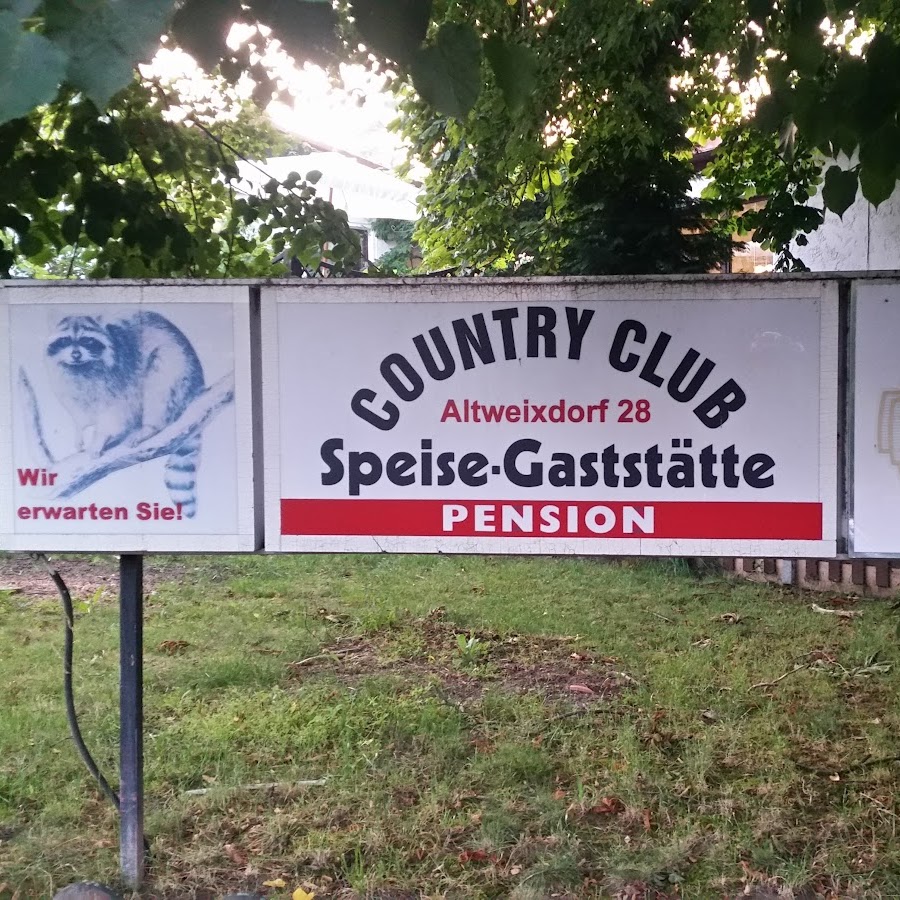 Wir
erwarten Sie!
COUNTRY CLUB
Altweixdorf 28
Speise-Gaststätte
PENSION